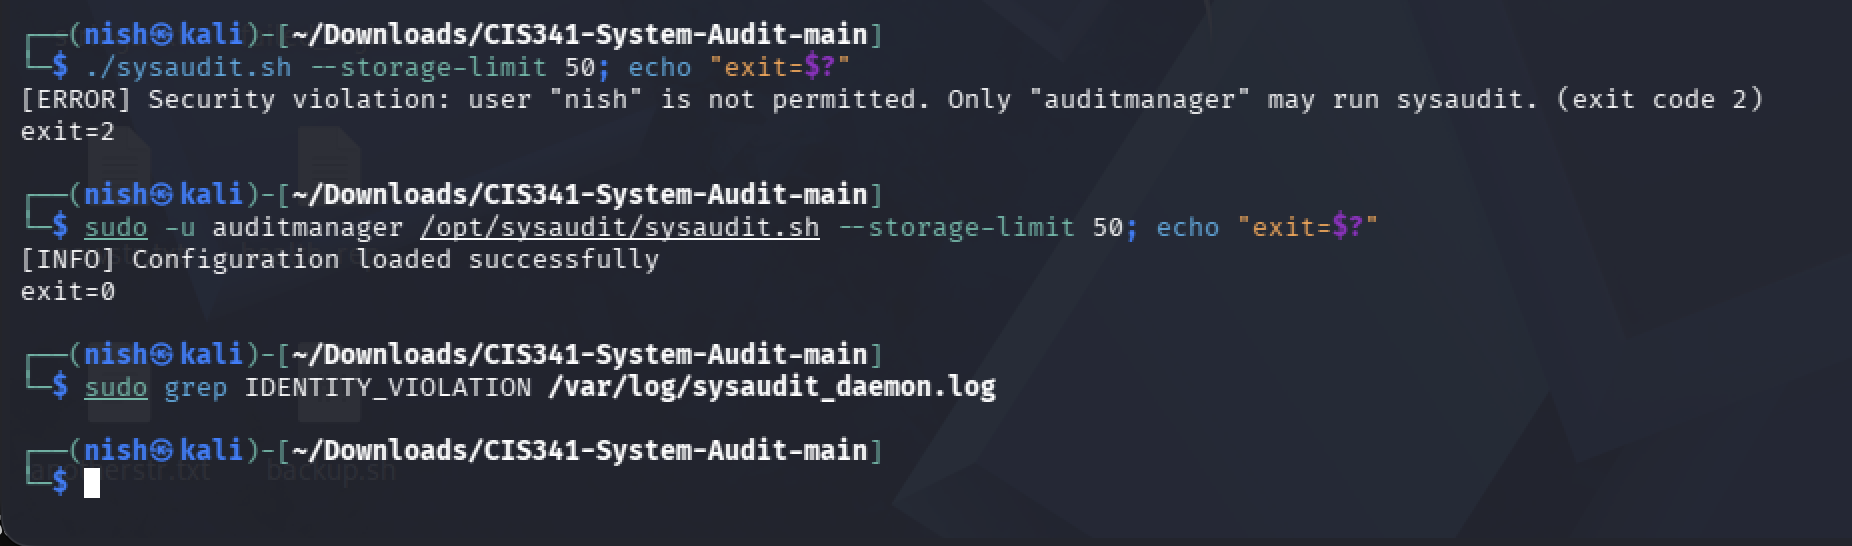 ┌──(nish㉿kali)-[~/Downloads/CIS341-System-Audit-main]
└─$ ./sysaudit.sh --storage-limit 50; echo "exit=$?"
[ERROR] Security violation: user "nish" is not permitted. Only "auditmanager" may run sysaudit. (exit code 2)
exit=2
┌──(nish㉿kali)-[~/Downloads/CIS341-System-Audit-main]
└─$ sudo -u auditmanager /opt/sysaudit/sysaudit.sh --storage-limit 50; echo "exit=$?"
[INFO] Configuration loaded successfully
exit=0
┌──(nish㉿kali)-[~/Downloads/CIS341-System-Audit-main]
└─$ sudo grep IDENTITY_VIOLATION /var/log/sysaudit_daemon.log
┌──(nish㉿kali)-[~/Downloads/CIS341-System-Audit-main]
└─$
backup.sh